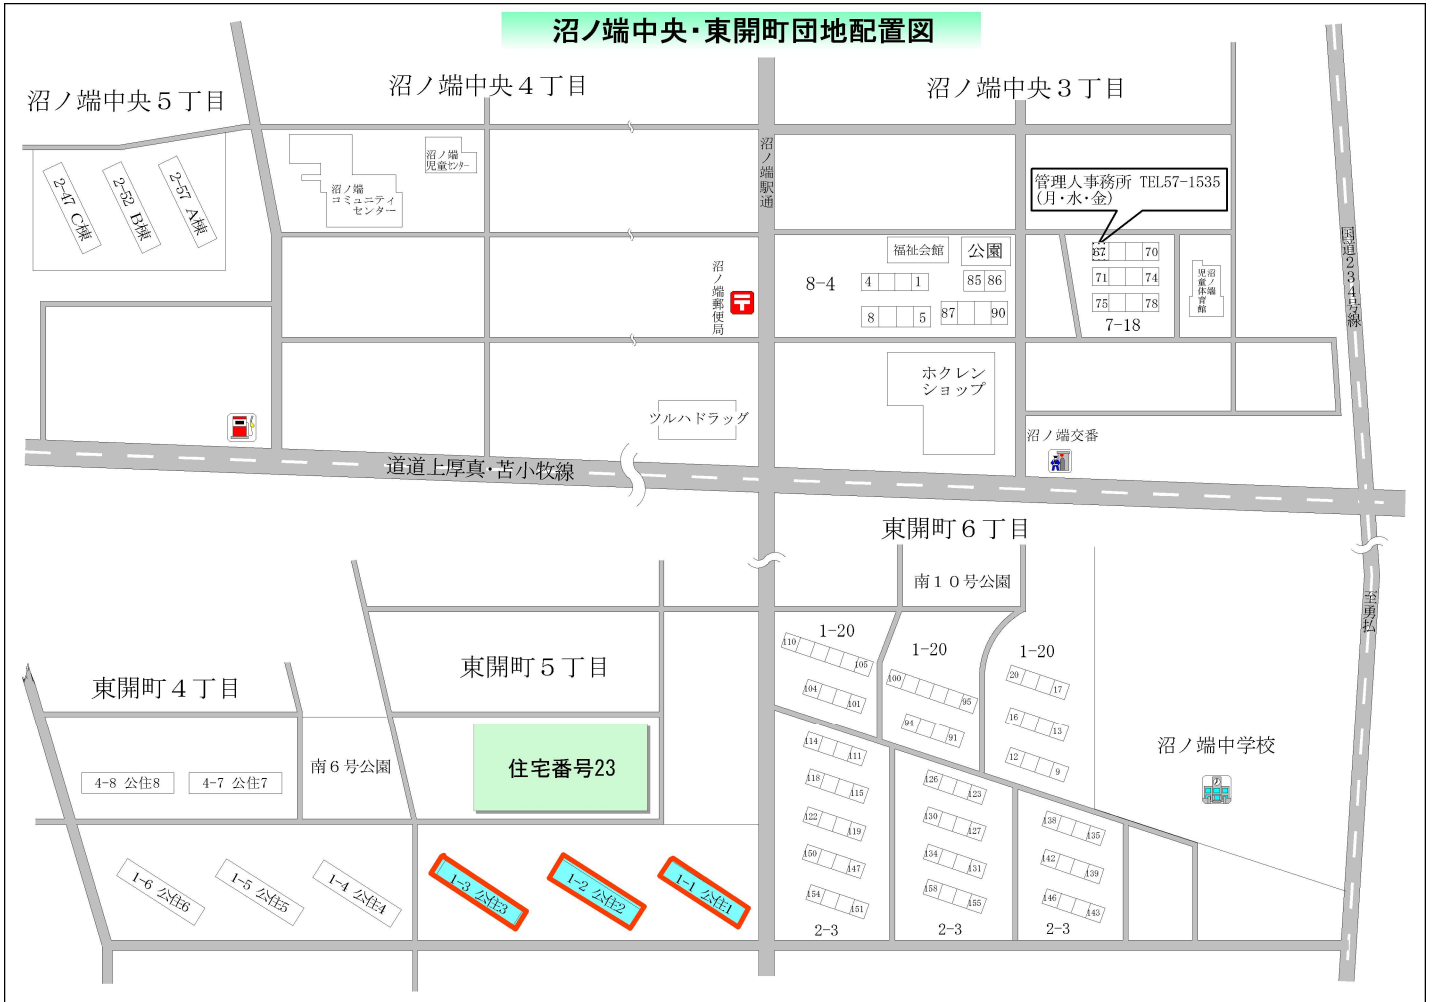 沼ノ端中央・東開町団地配置図
沼ノ端中央５丁目
沼ノ端中央４丁目
沼ノ端中央３丁目
2-47 C棟
2-52 B棟
2-57 A棟
沼ノ端
コミュニティ
センター
沼ノ端
児童センター
沼ノ端駅通
管理人事務所 TEL57-1535
(月・水・金)
国道234号線
福祉会館
公園
8-4
4
1
85
86
8
5
87
90
67
70
71
74
75
78
7-18
沼ノ端
児童体育館
沼ノ端郵便局
ホクレン
ショップ
ツルハドラッグ
沼ノ端交番
道道上厚真・苫小牧線
東開町６丁目
南１０号公園
至勇払
東開町４丁目
東開町５丁目
1-20
110
105
104
101
1-20
100
95
94
91
1-20
20
17
16
13
12
9
沼ノ端中学校
4-8 公住8
4-7 公住7
南６号公園
住宅番号23
1-6 公住6
1-5 公住5
1-4 公住4
1-3 公住3
1-2 公住2
1-1 公住1
114
111
118
115
122
119
150
147
154
151
2-3
126
123
130
127
134
131
158
155
2-3
138
135
142
139
146
143
2-3